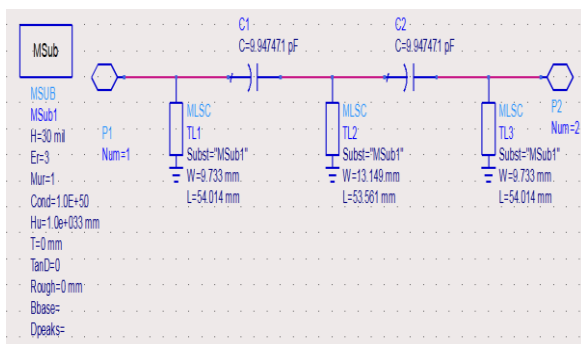 MSub
MSUB
MSub1
H=30 mil
Er=3
Mur=1
Cond=1.0E+50
Hu=1.0e+033 mm
T=0 mm
TanD=0
Rough=0 mm
Bbase=
Dpeaks=
P1
Num=1
C1
C=9.947471 pF
C2
C=9.947471 pF
MLSC
TL1
Subst="MSub1"
W=9.733 mm
L=54.014 mm
MLSC
TL2
Subst="MSub1"
W=13.149 mm
L=53.561 mm
MLSC
TL3
Subst="MSub1"
W=9.733 mm
L=54.014 mm
P2
Num=2